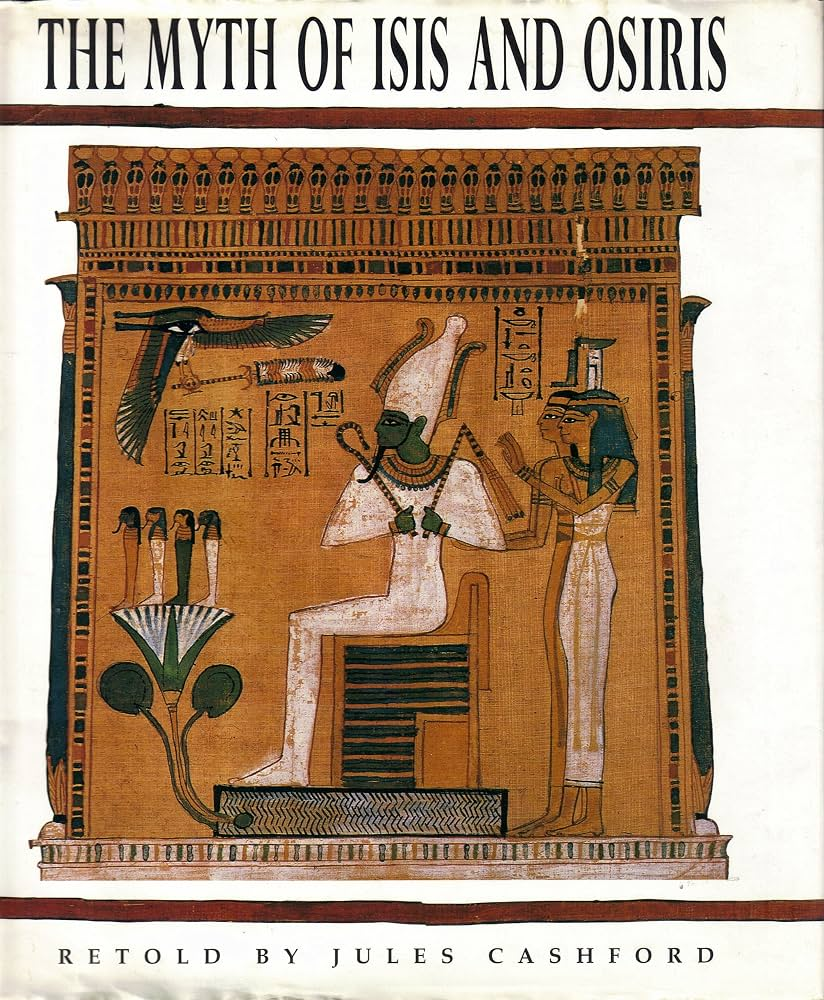 THE MYTH OF ISIS AND OSIRIS
RETOLD BY JULES CASHFORD